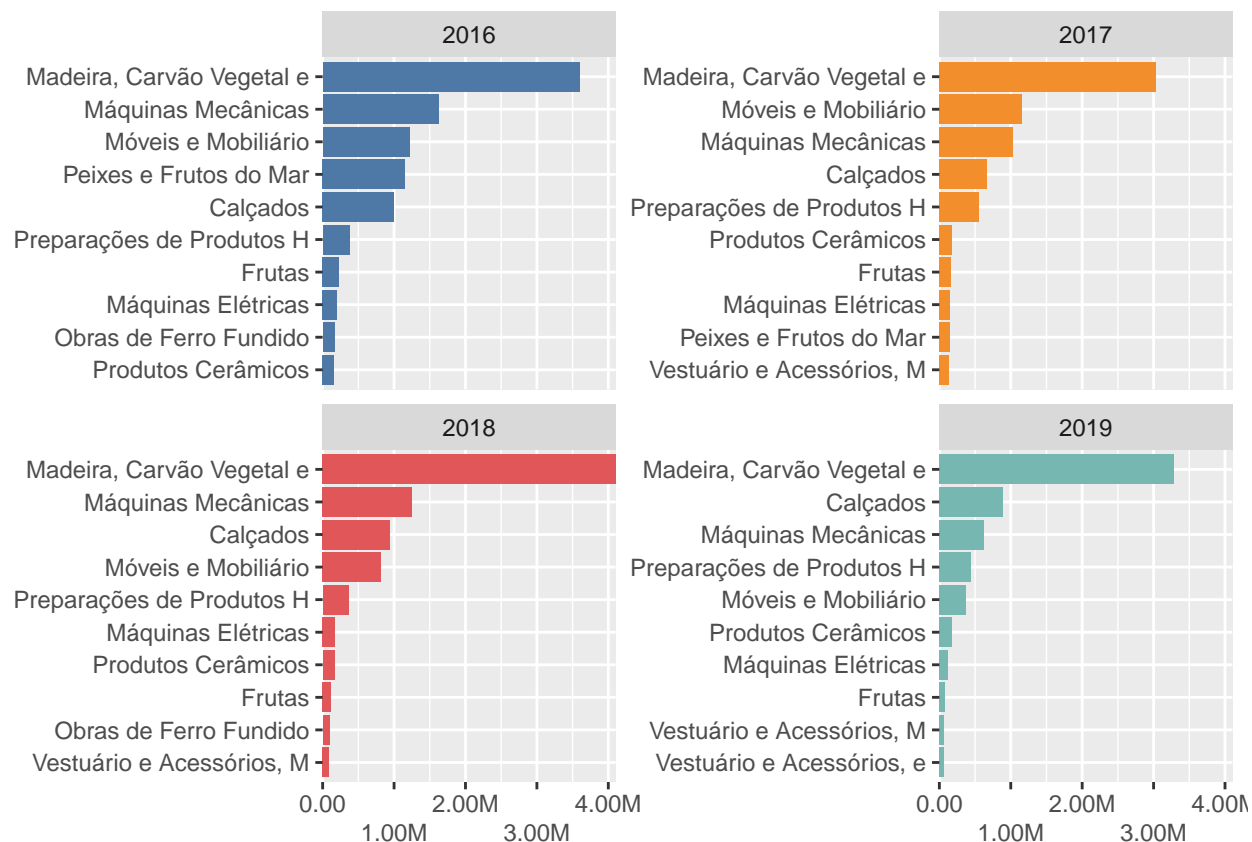 2016
Madeira, Carvão Vegetal e
Máquinas Mecânicas
Móveis e Mobiliário
Peixes e Frutos do Mar
Calçados
Preparações de Produtos H
Frutas
Máquinas Elétricas
Obras de Ferro Fundido
Produtos Cerâmicos
2017
Madeira, Carvão Vegetal e
Móveis e Mobiliário
Máquinas Mecânicas
Calçados
Preparações de Produtos H
Produtos Cerâmicos
Frutas
Máquinas Elétricas
Peixes e Frutos do Mar
Vestuário e Acessórios, M
2018
Madeira, Carvão Vegetal e
Máquinas Mecânicas
Calçados
Móveis e Mobiliário
Preparações de Produtos H
Máquinas Elétricas
Produtos Cerâmicos
Frutas
Obras de Ferro Fundido
Vestuário e Acessórios, M
0.00 2.00M 4.00M
1.00M 3.00M
2019
Madeira, Carvão Vegetal e
Calçados
Máquinas Mecânicas
Preparações de Produtos H
Móveis e Mobiliário
Produtos Cerâmicos
Máquinas Elétricas
Frutas
Vestuário e Acessórios, M
Vestuário e Acessórios, e
0.00 2.00M 4.00M
1.00M 3.00M